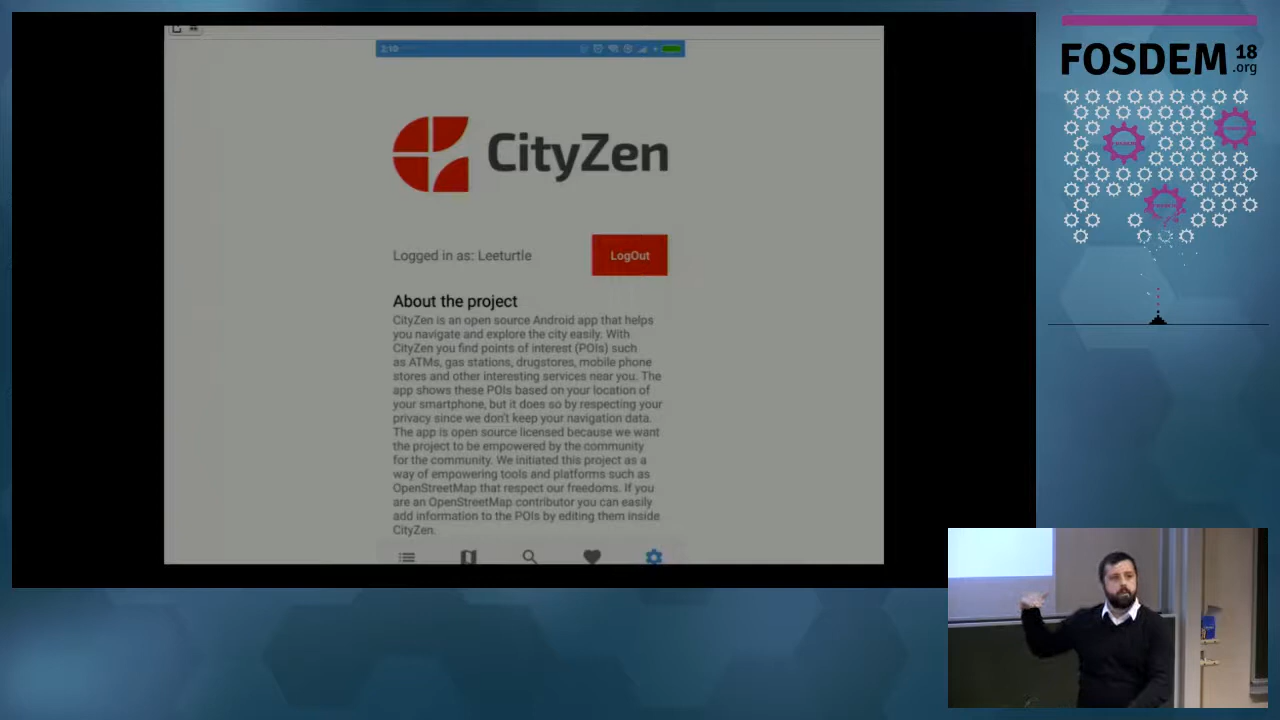 2:10
CityZen
Logged in as: Leeturtle
LogOut
About the project
CityZen is an open source Android app that helps
you navigate and explore the city easily. With
CityZen you find points of interest (POIs) such
as ATMs, gas stations, drugstores, mobile phone
stores and other interesting services near you. The
app shows these POIs based on your location of
your smartphone, but it does so by respecting your
privacy since we don't keep your navigation data.
The app is open source licensed because we want
the project to be empowered by the community
for the community. We initiated this project as a
way of empowering tools and platforms such as
OpenStreetMap that respect our freedoms. If you
are an OpenStreetMap contributor you can easily
add information to the POIs by editing them inside
CityZen.
FOSDEM 18
.org